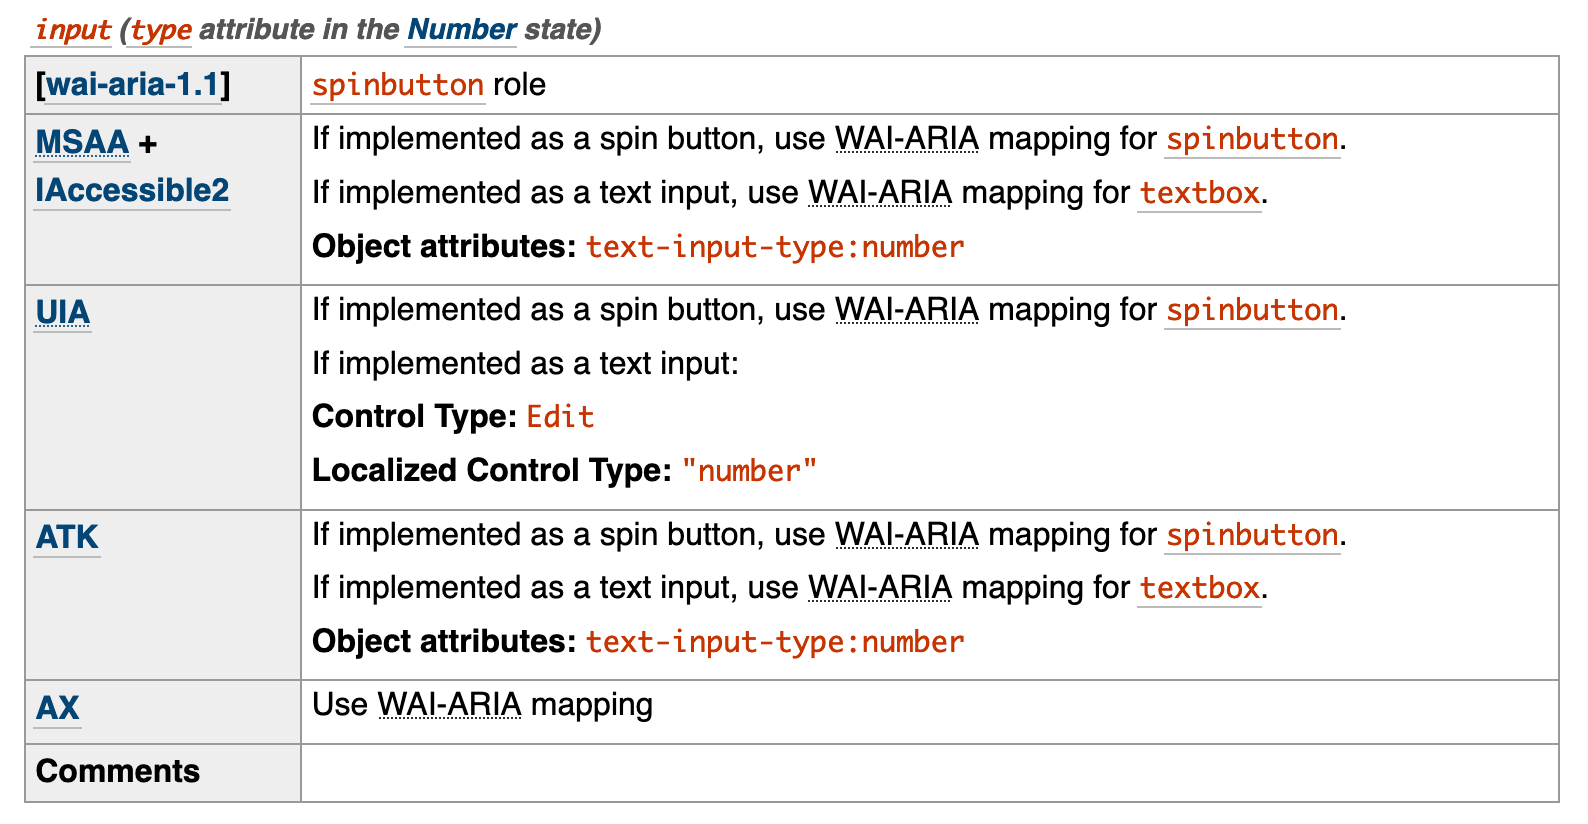 input (type attribute in the Number state)
[wai-aria-1.1] spinbutton role
MSAA + IAccessible2
If implemented as a spin button, use WAI-ARIA mapping for spinbutton.
If implemented as a text input, use WAI-ARIA mapping for textbox.
Object attributes: text-input-type:number
UIA
If implemented as a spin button, use WAI-ARIA mapping for spinbutton.
If implemented as a text input:
Control Type: Edit
Localized Control Type: "number"
ATK
If implemented as a spin button, use WAI-ARIA mapping for spinbutton.
If implemented as a text input, use WAI-ARIA mapping for textbox.
Object attributes: text-input-type:number
AX
Use WAI-ARIA mapping
Comments